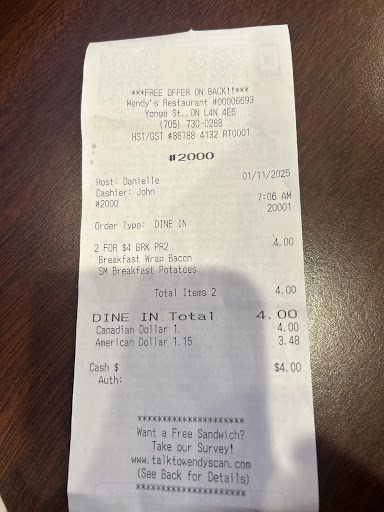 ***FREE OFFER ON BACK!!***
Wendy's Restaurant #00006693
Yonge St., ON L4N 4E6
(705) 730-0268
HST/GST #86788 4132 RT0001
#2000
Host: Danielle 01/11/2025
Cashier: John 7:06 AM
#2000 20001
Order Type: DINE IN
2 FOR $4 BRK PR2 4.00
Breakfast Wrap Bacon
SM Breakfast Potatoes
Total Items 2 4.00
DINE IN Total 4.00
Canadian Dollar 1. 4.00
American Dollar 1.15 3.48
Cash $ $4.00
Auth:
**********************
Want a Free Sandwich?
Take our Survey!
www.talktowendyscan.com
(See Back for Details)
**********************